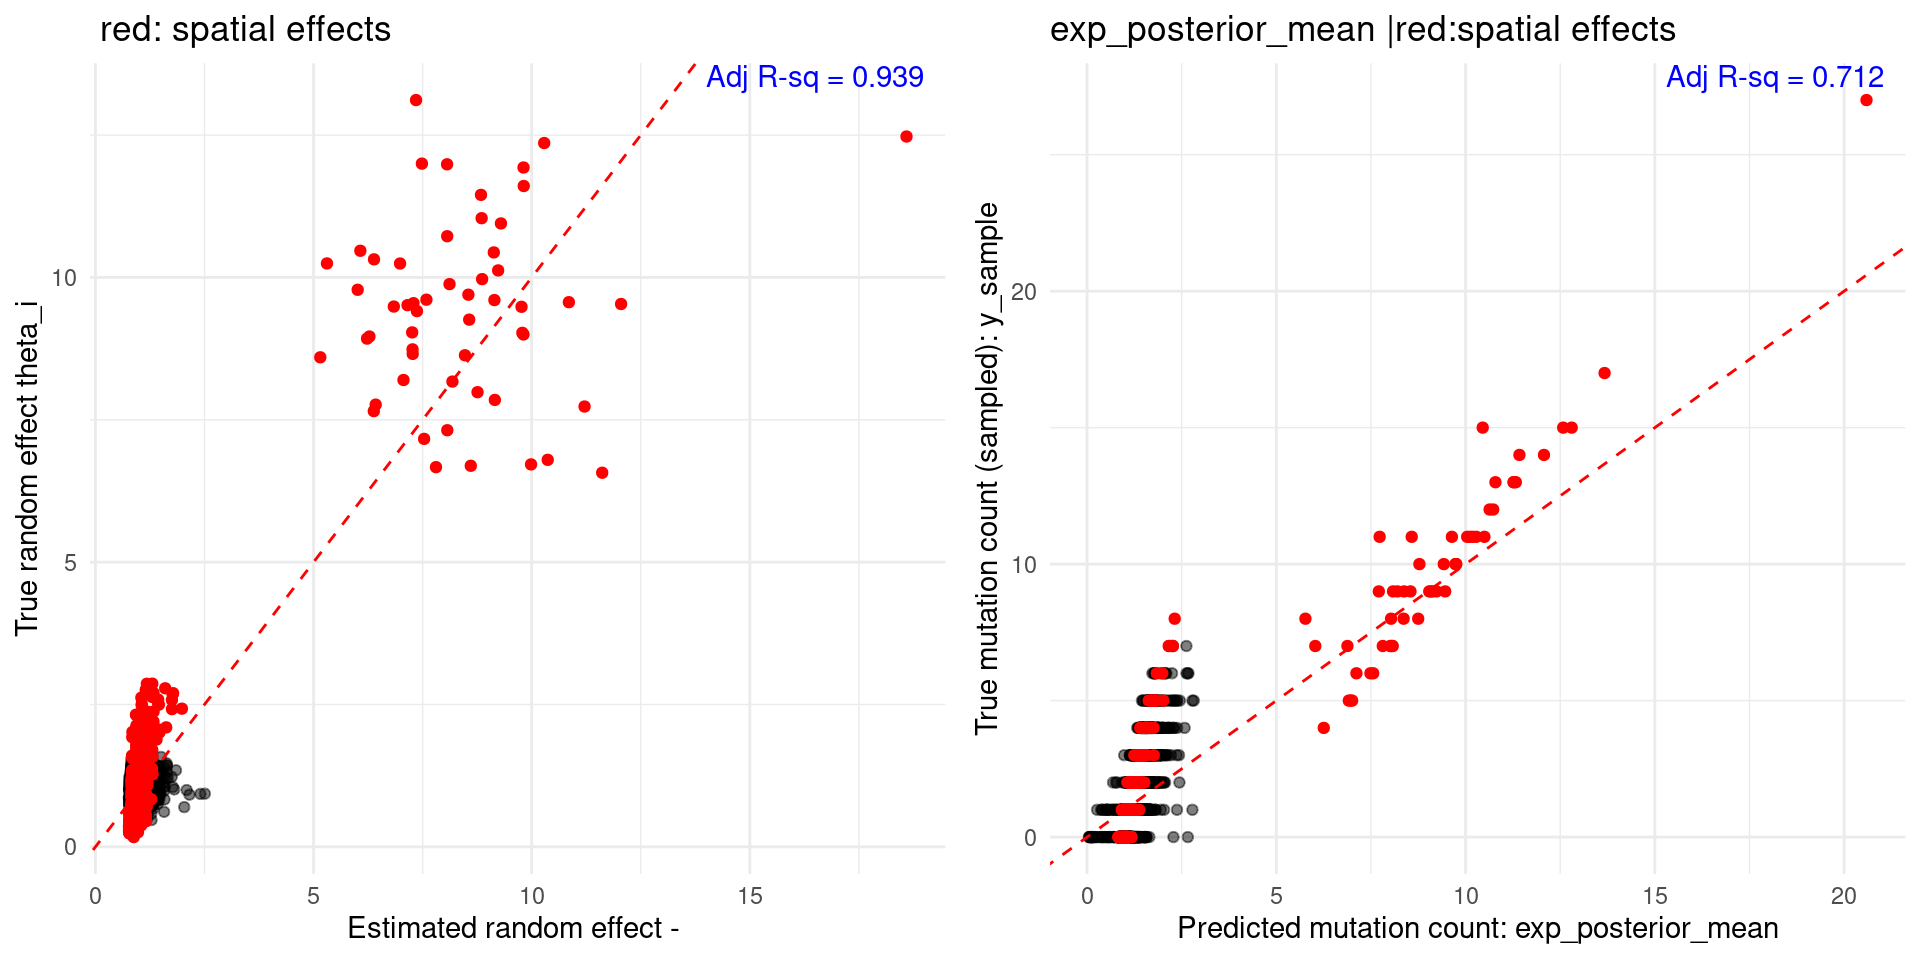 red: spatial effects
Adj R-sq = 0.939
True random effect theta_i
10
5
0
0
5
10
15
Estimated random effect -
exp_posterior_mean |red:spatial effects
Adj R-sq = 0.712
True mutation count (sampled): y_sample
20
10
0
0
5
10
15
20
Predicted mutation count: exp_posterior_mean